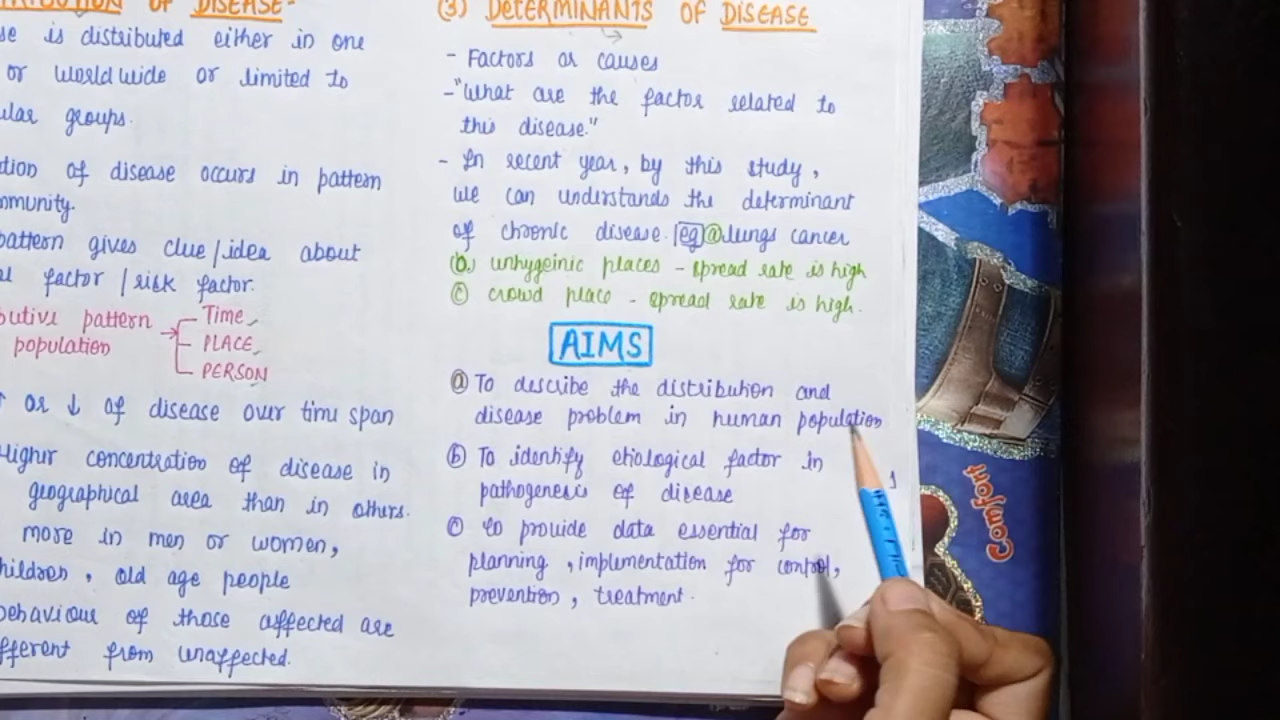 TRIBUTION OF DISEASE-
se is distributed either in one
or worldwide or limited to
ular groups.
tion of disease occurs in pattern
mmunity.
pattern gives clue/idea about
al factor / risk factor.
butive pattern
population
Time
PLACE
PERSON
↑ or ↓ of disease over time span
Higher concentration of disease in
geographical area than in others.
more in men or women,
hildren, old age people
behaviour of those affected are
fferent from unaffected.
(3) DETERMINANTS OF DISEASE
- Factors or causes
- "What are the factor related to
this disease."
- In recent year, by this study,
we can understands the determinant
of chronic disease. eg @ lungs cancer
(b.) unhygeinic places - spread rate is high
(c) crowd place - spread rate is high.
AIMS
(a) To describe the distribution and
disease problem in human population
(b) To identify etiological factor in
pathogenesis of disease
(c) to provide data essential for
planning, implementation for control,
prevention, treatment.
Comfort